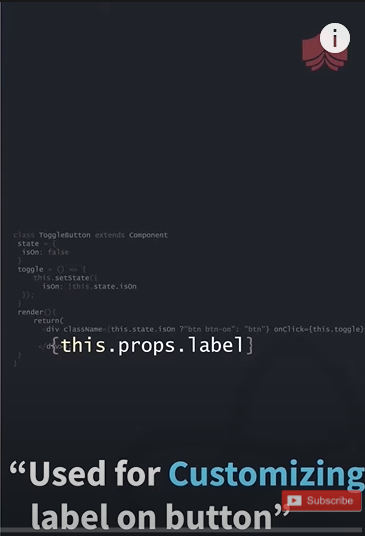 i
class ToggleButton extends Component
state = {
isOn: false
}
toggle = () => {
this.setState({
isOn: !this.state.isOn
});
}
render(){
return(
<div className={this.state.isOn ?"btn btn-on": "btn"} onClick={this.toggle}
{this.props.label}
}
}
“Used for Customizing
Subscribe
label on button”